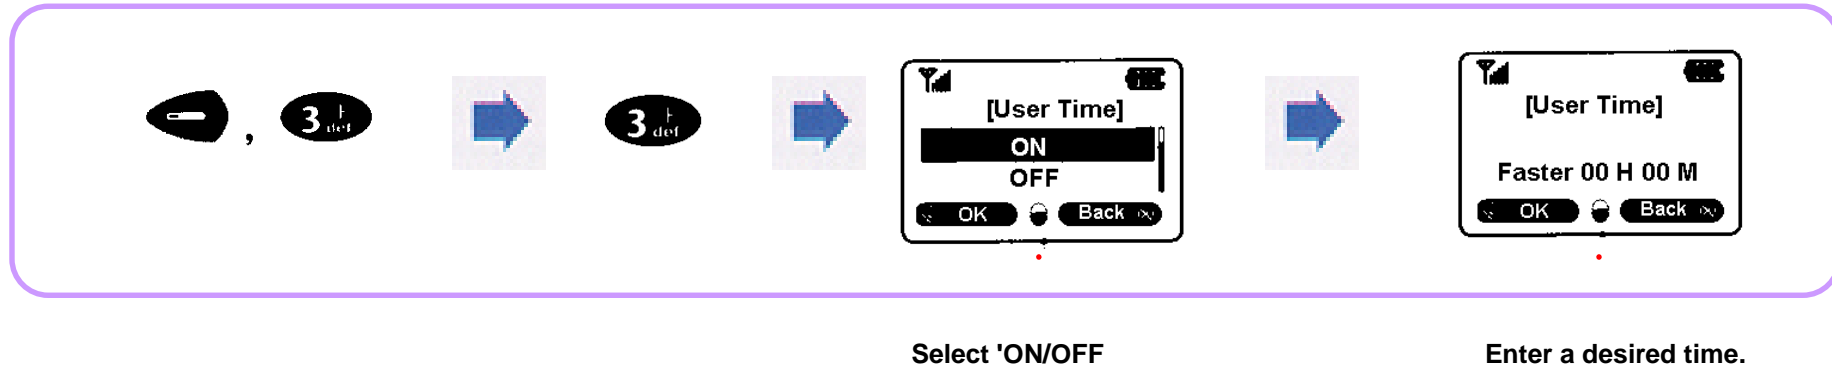 , 3 ㅏ def
3 ㅏ def
[User Time]
ON
OFF
OK Back
[User Time]
Faster 00 H 00 M
OK Back
Select 'ON/OFF
Enter a desired time.